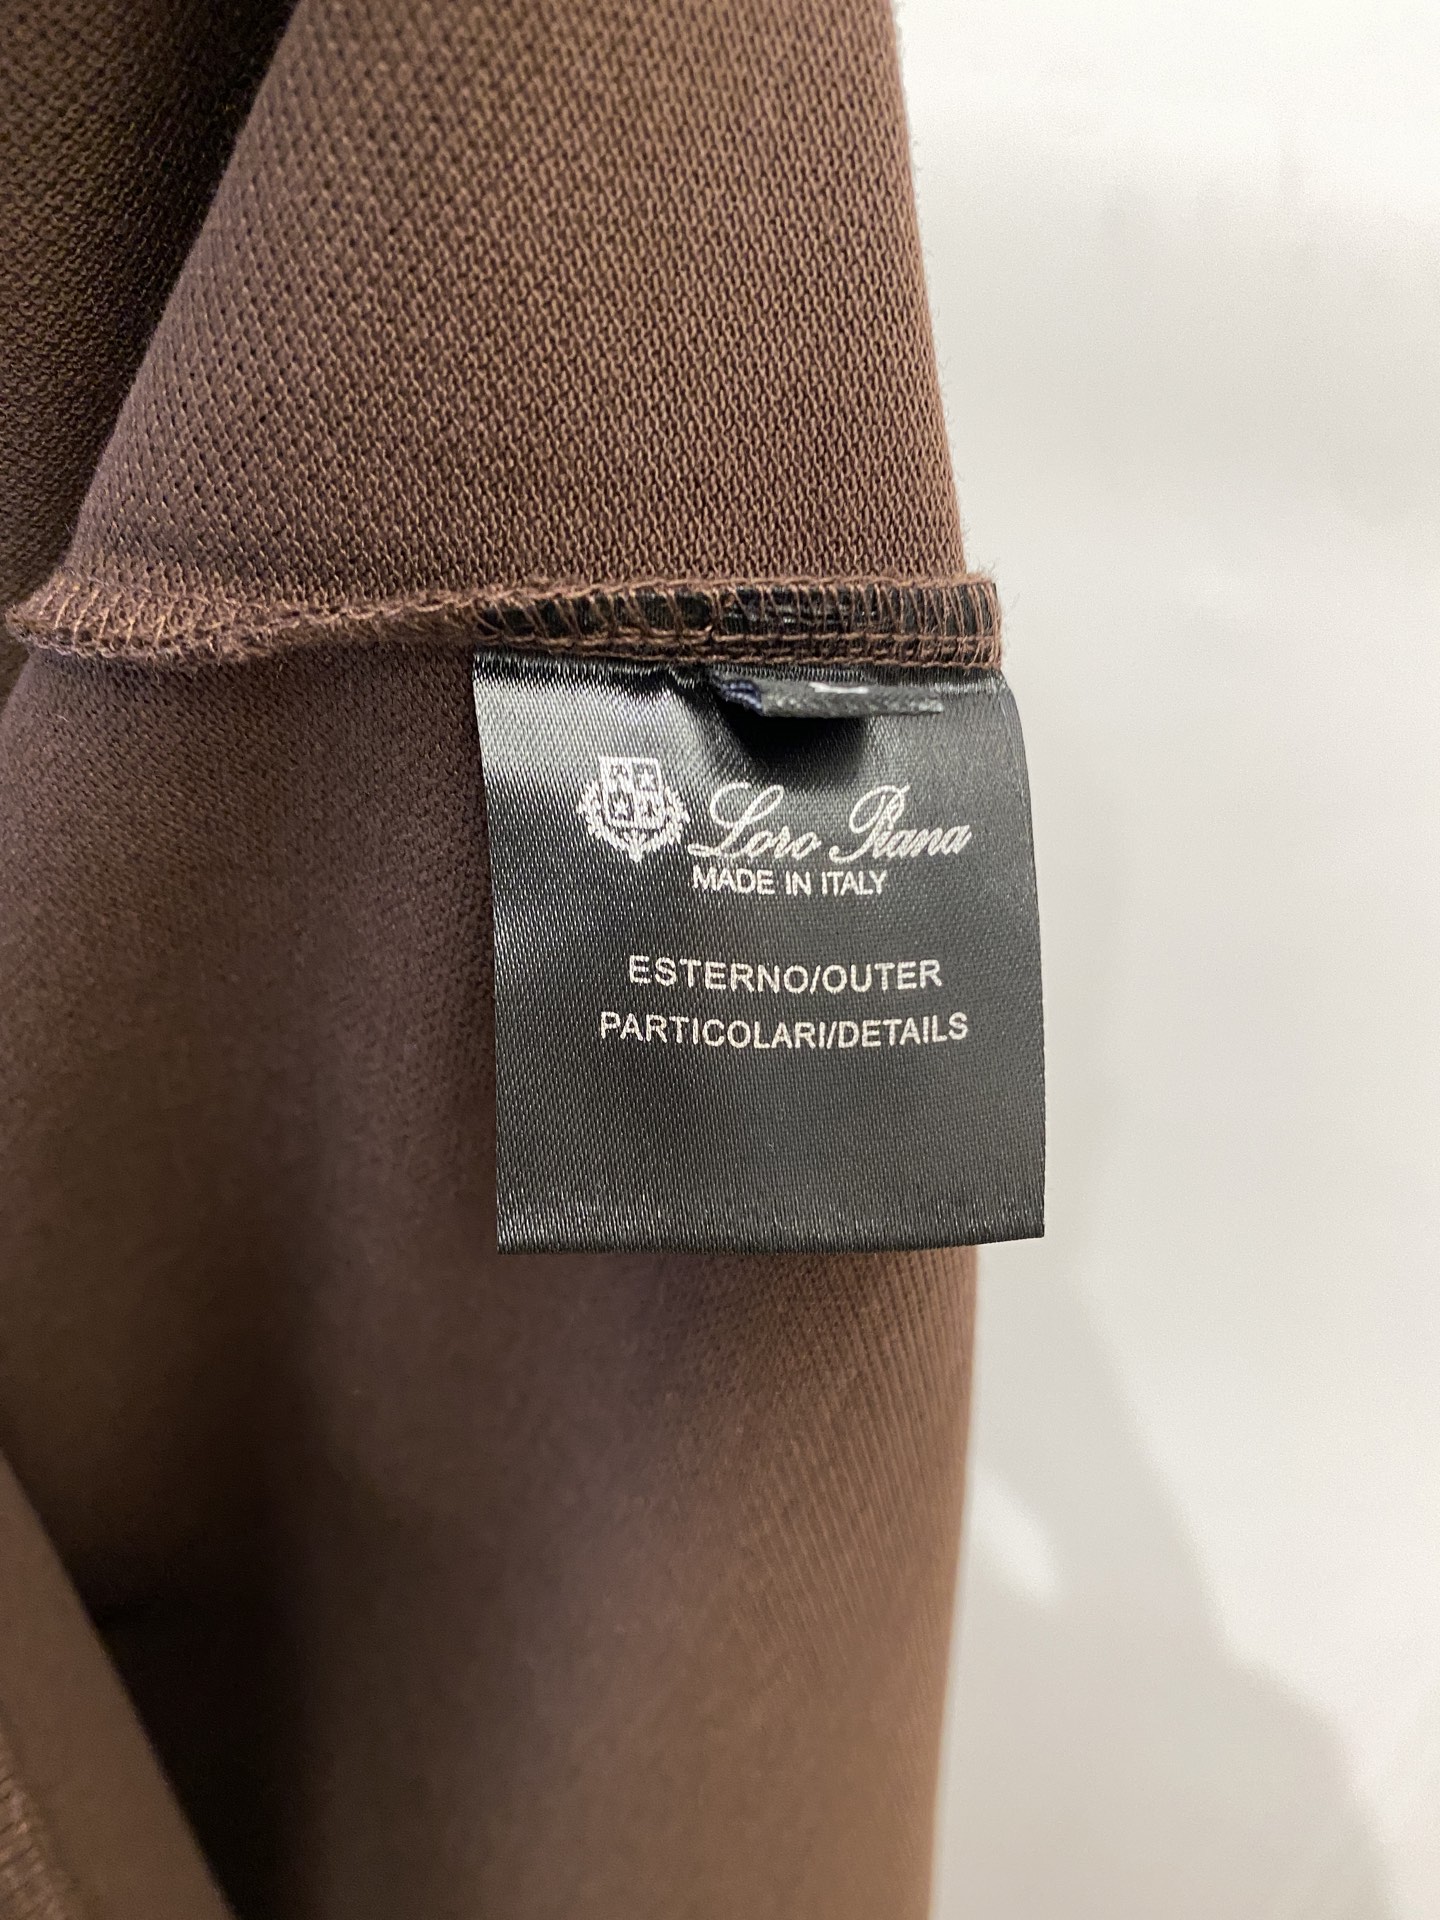 Loro Piana
MADE IN ITALY
ESTERNO/OUTER
PARTICOLARI/DETAILS